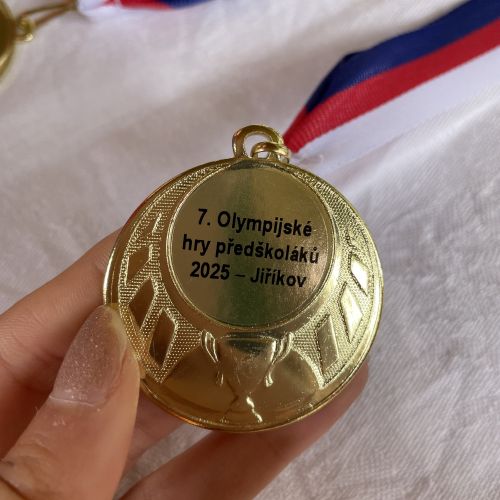 7. Olympijské
hry předškoláků
2025 – Jiříkov